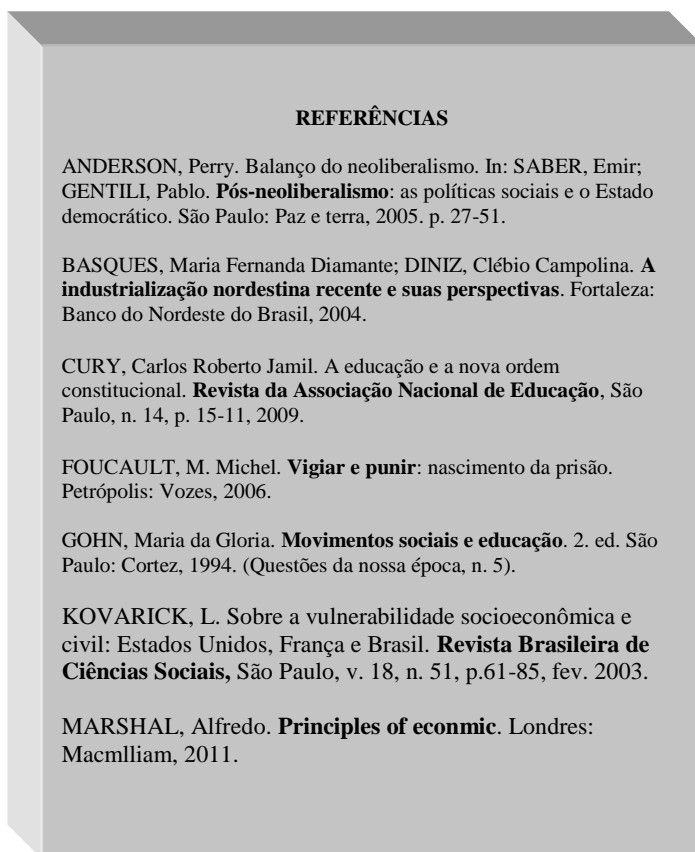 REFERÊNCIAS
ANDERSON, Perry. Balanço do neoliberalismo. In: SABER, Emir;
GENTILI, Pablo. Pós-neoliberalismo: as políticas sociais e o Estado
democrático. São Paulo: Paz e terra, 2005. p. 27-51.
BASQUES, Maria Fernanda Diamante; DINIZ, Clébio Campolina. A
industrialização nordestina recente e suas perspectivas. Fortaleza:
Banco do Nordeste do Brasil, 2004.
CURY, Carlos Roberto Jamil. A educação e a nova ordem
constitucional. Revista da Associação Nacional de Educação, São
Paulo, n. 14, p. 15-11, 2009.
FOUCAULT, M. Michel. Vigiar e punir: nascimento da prisão.
Petrópolis: Vozes, 2006.
GOHN, Maria da Gloria. Movimentos sociais e educação. 2. ed. São
Paulo: Cortez, 1994. (Questões da nossa época, n. 5).
KOVARICK, L. Sobre a vulnerabilidade socioeconômica e
civil: Estados Unidos, França e Brasil. Revista Brasileira de
Ciências Sociais, São Paulo, v. 18, n. 51, p.61-85, fev. 2003.
MARSHAL, Alfredo. Principles of econmic. Londres:
Macmlliam, 2011.